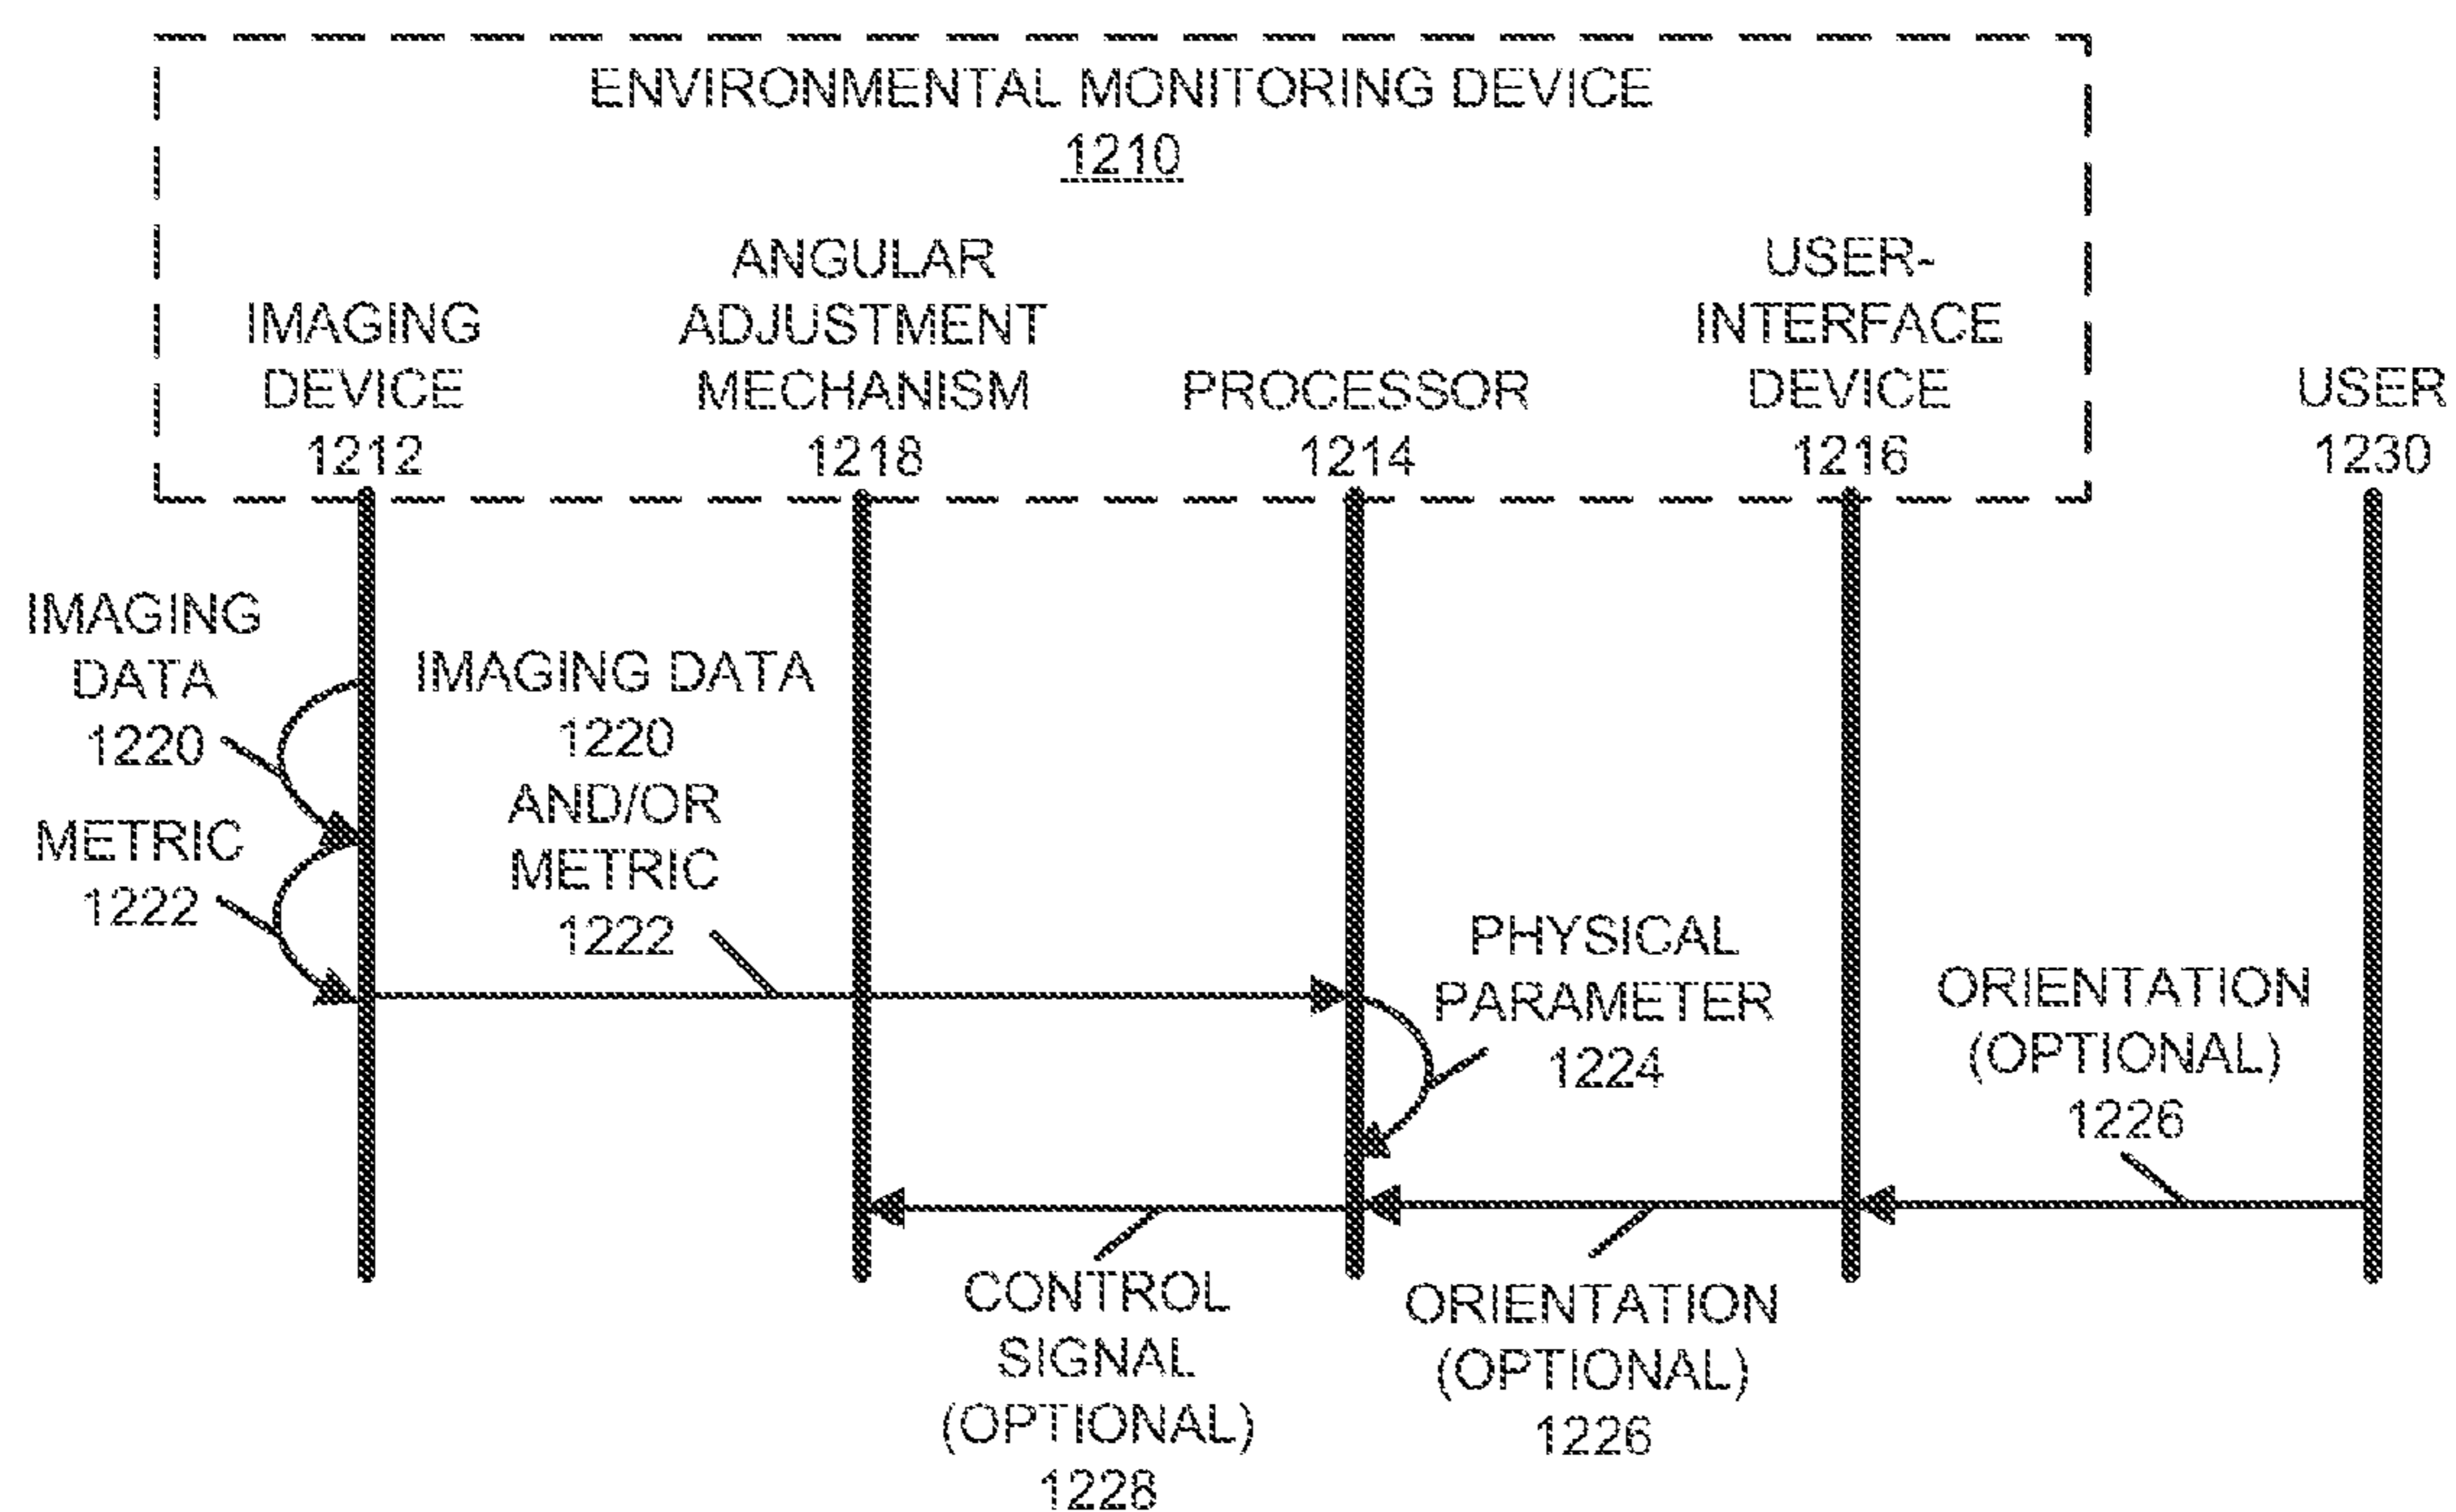 ENVIRONMENTAL MONITORING DEVICE
1210
IMAGING
DEVICE
1212
ANGULAR
ADJUSTMENT
MECHANISM
1218
PROCESSOR
1214
USER-
INTERFACE
DEVICE
1216
USER
1230
IMAGING
DATA
1220
METRIC
1222
IMAGING DATA
1220
AND/OR
METRIC
1222
PHYSICAL
PARAMETER
1224
ORIENTATION
(OPTIONAL)
1226
CONTROL
SIGNAL
(OPTIONAL)
1228
ORIENTATION
(OPTIONAL)
1226